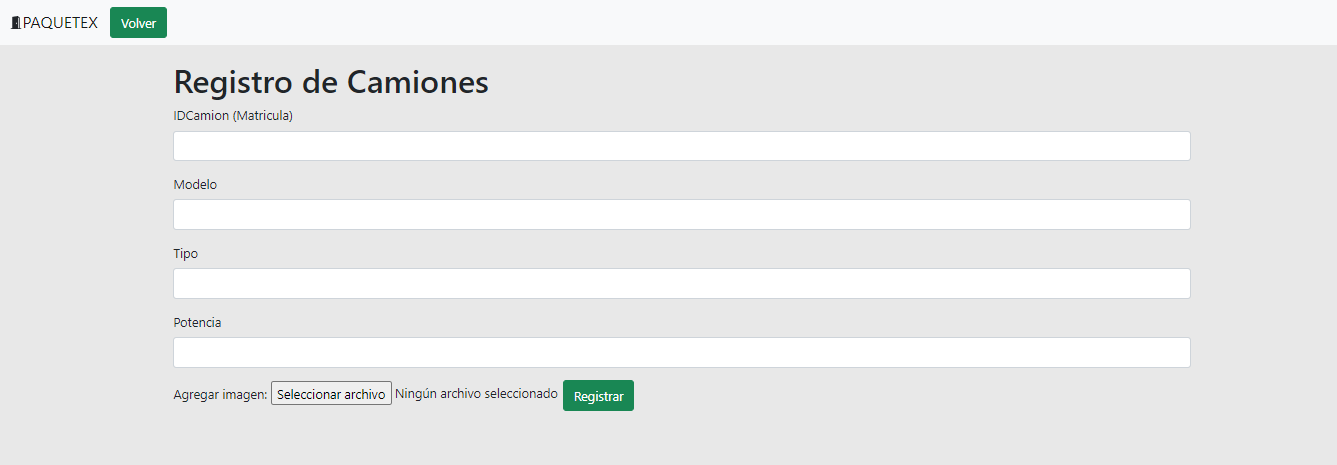 PAQUETEX Volver
Registro de Camiones
IDCamion (Matricula)
Modelo
Tipo
Potencia
Agregar imagen: Seleccionar archivo Ningún archivo seleccionado Registrar